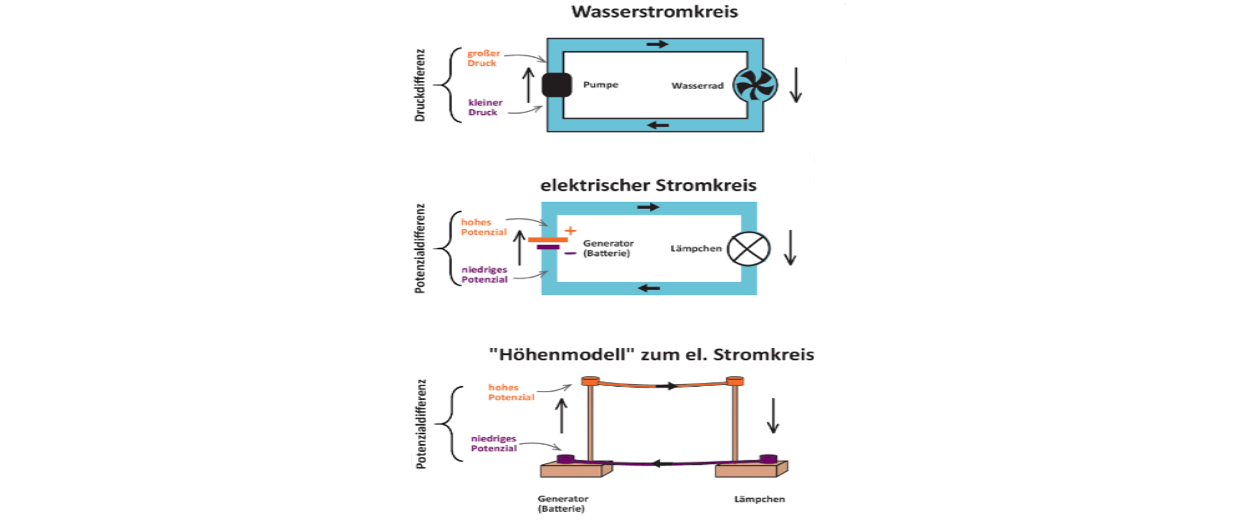 Wasserstromkreis
Druckdifferenz
großer
Druck
kleiner
Druck
Pumpe
Wasserrad
elektrischer Stromkreis
Potenzialdifferenz
hohes
Potenzial
niedriges
Potenzial
+
−
Generator
(Batterie)
Lämpchen
"Höhenmodell" zum el. Stromkreis
Potenzialdifferenz
hohes
Potenzial
niedriges
Potenzial
Generator
(Batterie)
Lämpchen